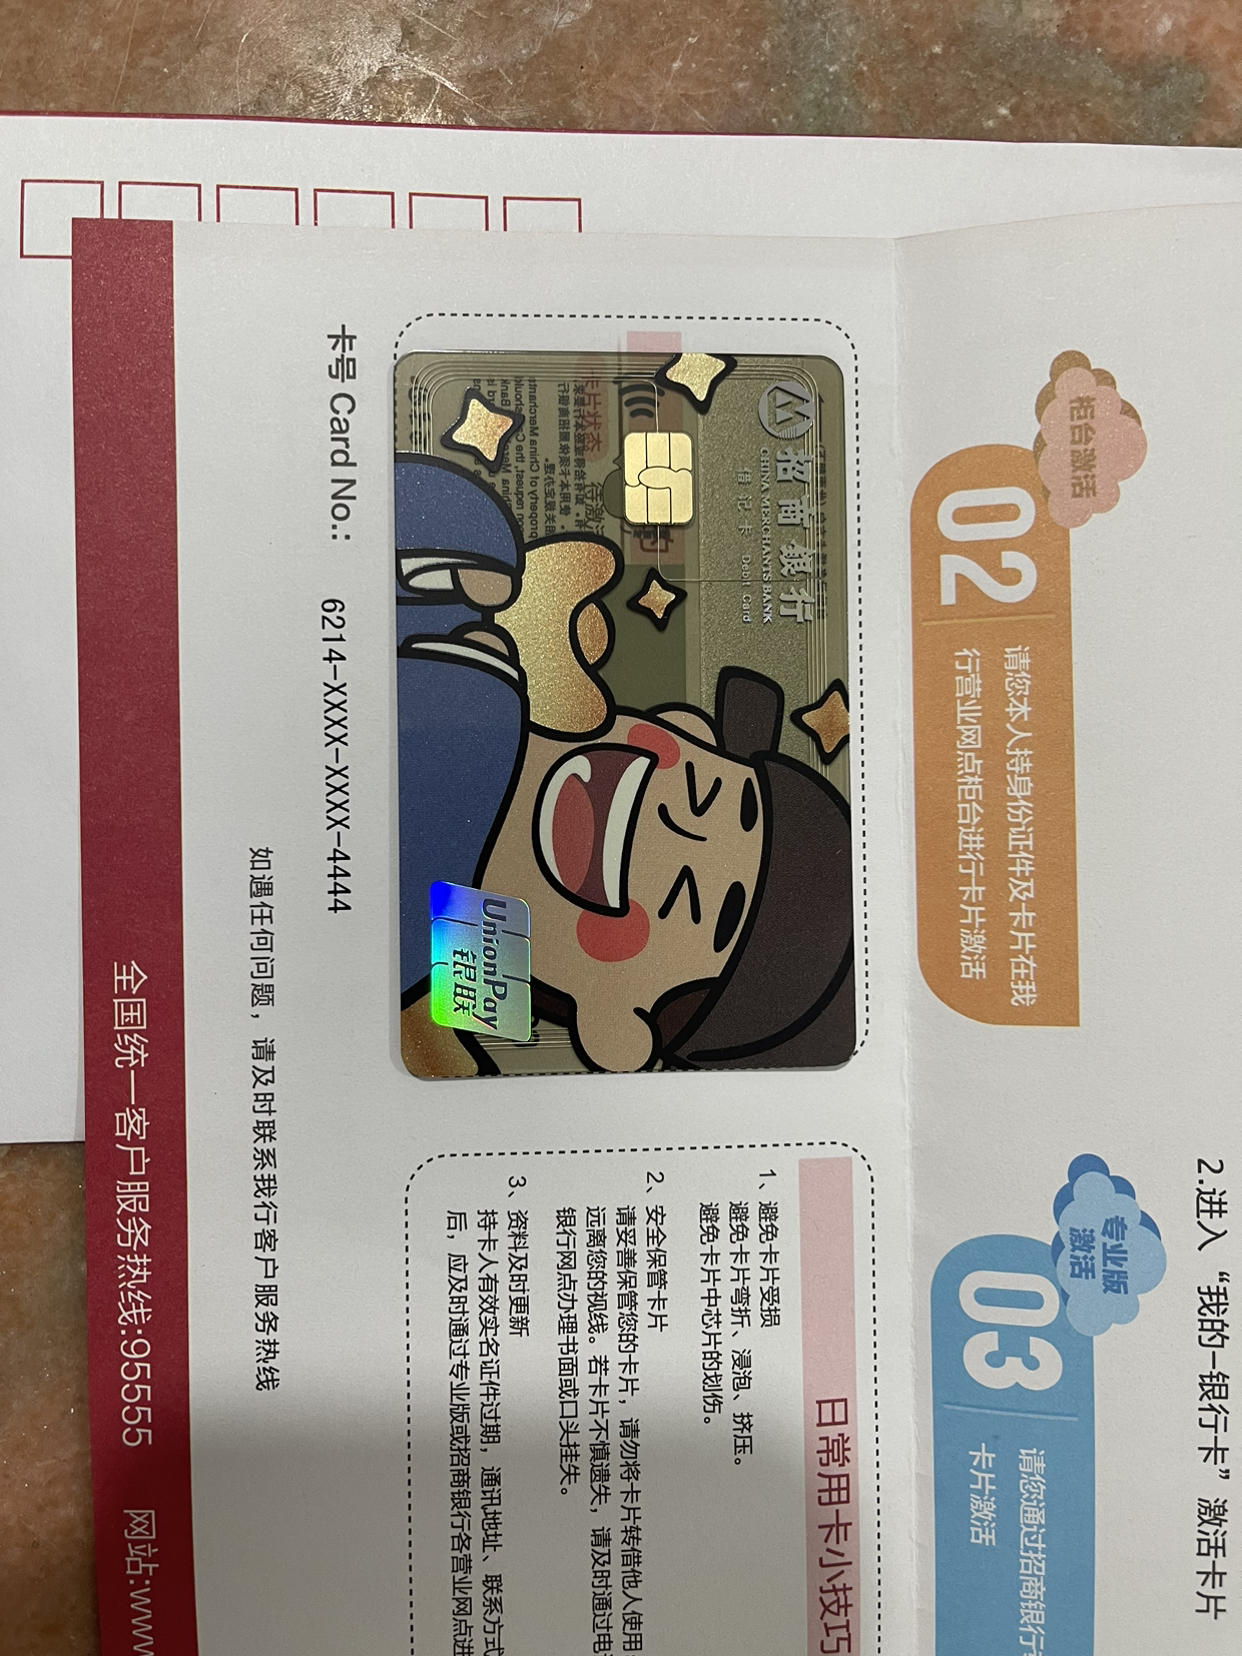 柜台激活
02
请您本人持身份证件及卡片在我
行营业网点柜台进行卡片激活
2.进入“我的-银行卡”激活卡片
专业版
激活
03
请您通过招商银行
卡片激活
招商银行
CHINA MERCHANTS BANK
借记卡 Debit Card
卡片状态
UnionPay
银联
卡号 Card No.: 6214-XXXX-XXXX-4444
如遇任何问题，请及时联系我行客户服务热线
日常用卡小技巧
1、避免卡片受损
避免卡片弯折、浸泡、挤压。
避免卡片中芯片的划伤。
2、安全保管卡片
请妥善保管您的卡片，请勿将卡片转借他人使用
远离您的视线。若卡片不慎遗失，请及时通过电
银行网点办理书面或口头挂失。
3、资料及时更新
持卡人有效实名证件过期，通讯地址、联系方式
后，应及时通过专业版或招商银行各营业网点进
全国统一客户服务热线:95555 网站:www